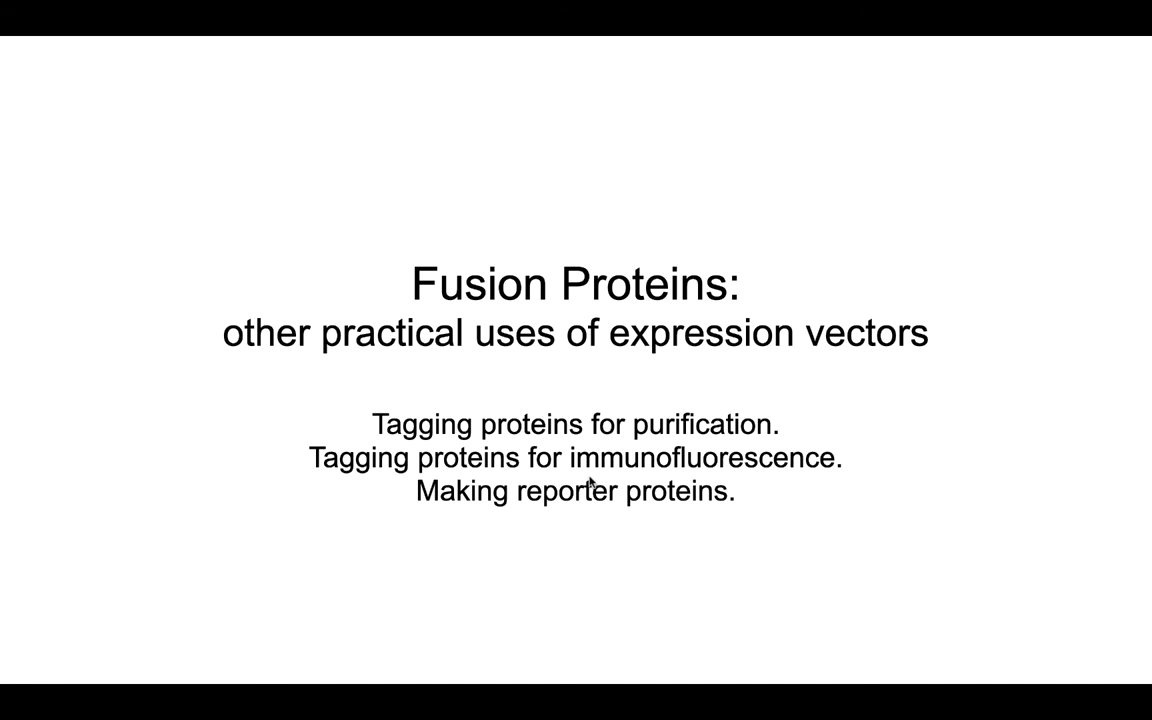 Fusion Proteins:
other practical uses of expression vectors
Tagging proteins for purification.
Tagging proteins for immunofluorescence.
Making reporter proteins.